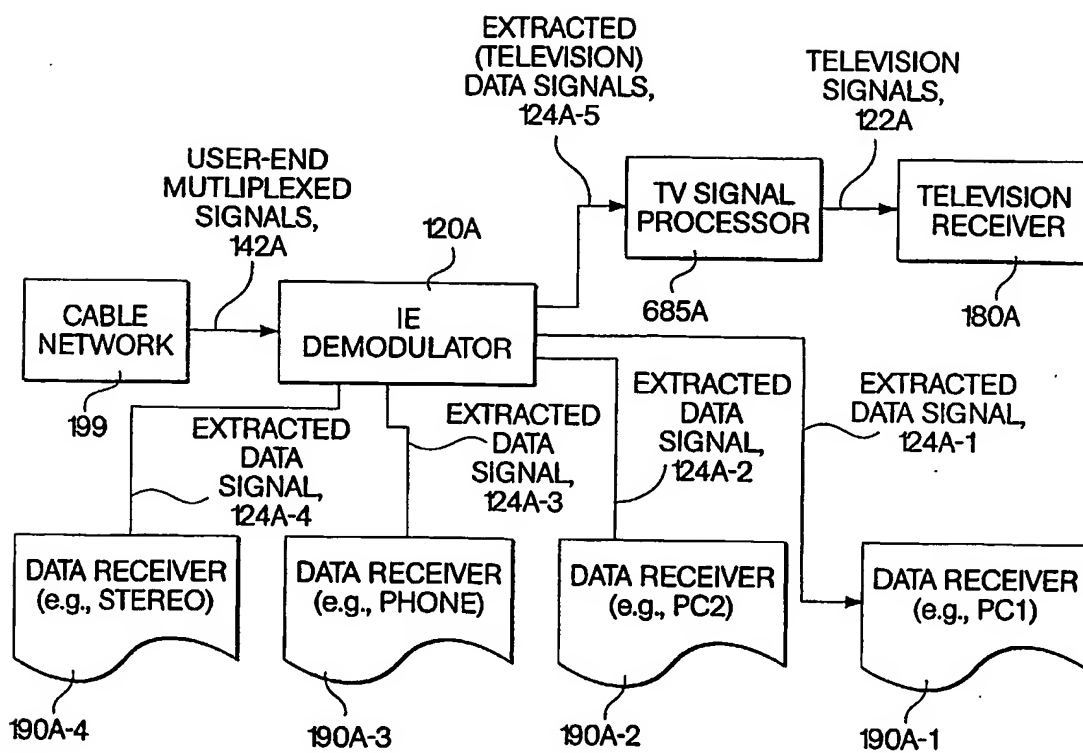 EXTRACTED
(TELEVISION)
DATA SIGNALS,
124A-5
TELEVISION
SIGNALS,
122A
USER-END
MUTLIPLEXED
SIGNALS,
142A
120A
TV SIGNAL
PROCESSOR
TELEVISION
RECEIVER
685A
180A
CABLE
NETWORK
IE
DEMODULATOR
199
EXTRACTED
DATA
SIGNAL,
124A-4
EXTRACTED
DATA
SIGNAL,
124A-3
EXTRACTED
DATA
SIGNAL,
124A-2
EXTRACTED
DATA SIGNAL,
124A-1
DATA RECEIVER
(e.g., STEREO)
DATA RECEIVER
(e.g., PHONE)
DATA RECEIVER
(e.g., PC2)
DATA RECEIVER
(e.g., PC1)
190A-4
190A-3
190A-2
190A-1